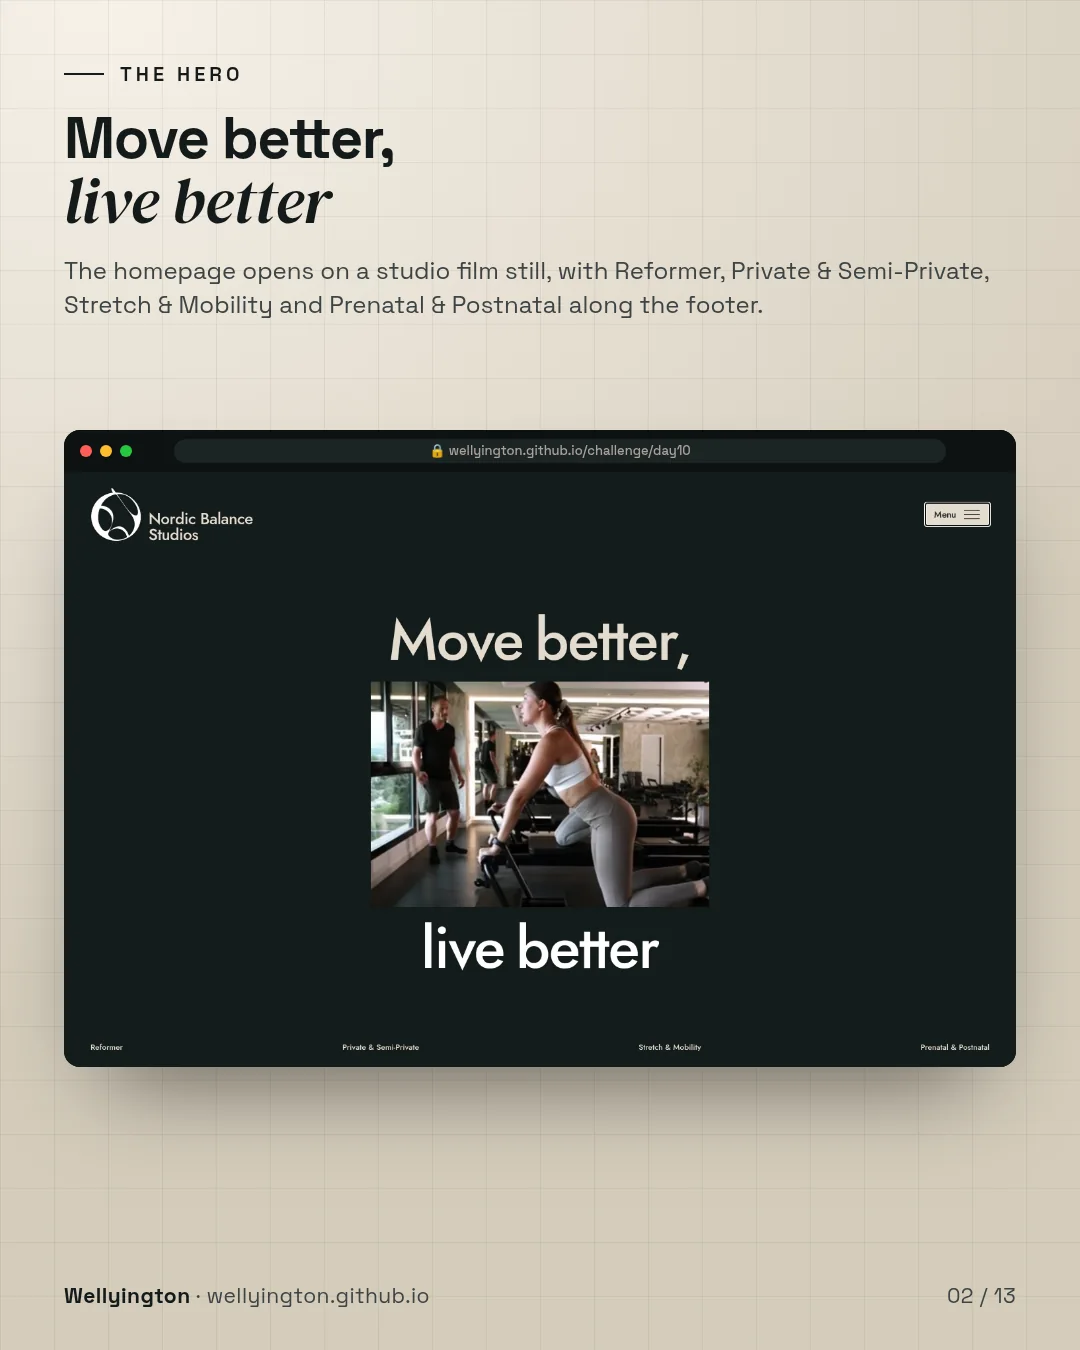 THE HERO
Move better,
live better
The homepage opens on a studio film still, with Reformer, Private & Semi-Private,
Stretch & Mobility and Prenatal & Postnatal along the footer.
wellyington.github.io/challenge/day10
Nordic Balance
Studios
Menu
Move better,
live better
Reformer
Private & Semi-Private
Stretch & Mobility
Prenatal & Postnatal
Wellyington · wellyington.github.io
02 / 13